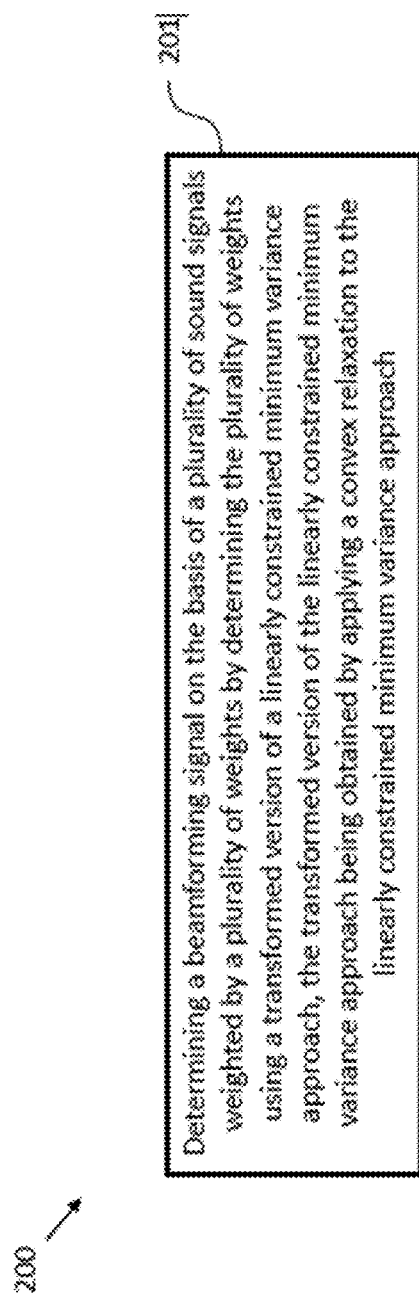 200
201
Determining a beamforming signal on the basis of a plurality of sound signals
weighted by a plurality of weights by determining the plurality of weights
using a transformed version of a linearly constrained minimum variance
approach, the transformed version of the linearly constrained minimum
variance approach being obtained by applying a convex relaxation to the
linearly constrained minimum variance approach